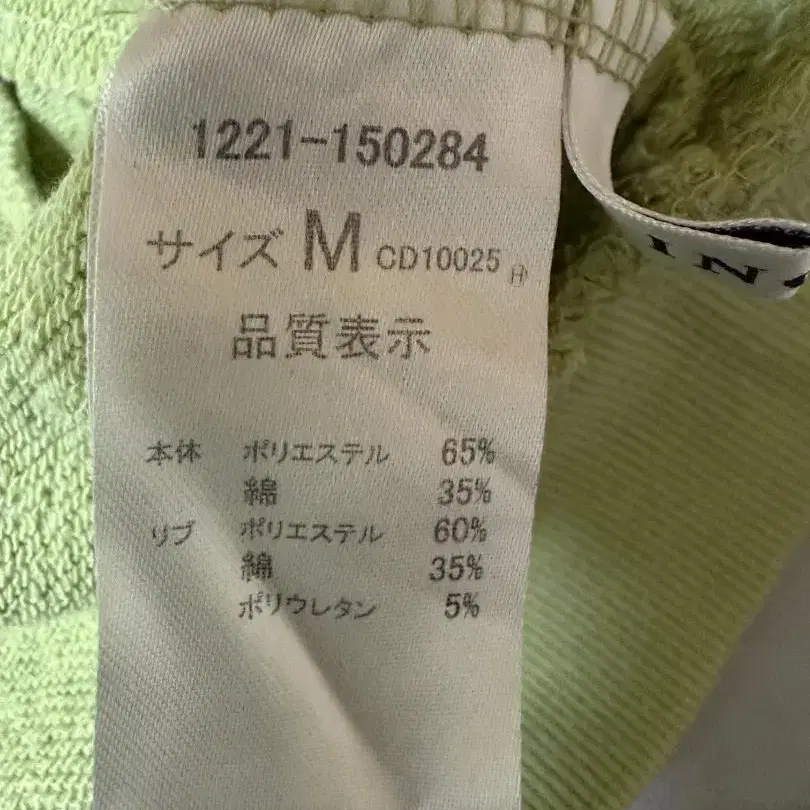 1221-150284
サイズ M CD10025 H
品質表示
本体 ポリエステル 65%
綿 35%
リブ ポリエステル 60%
綿 35%
ポリウレタン 5%
IN